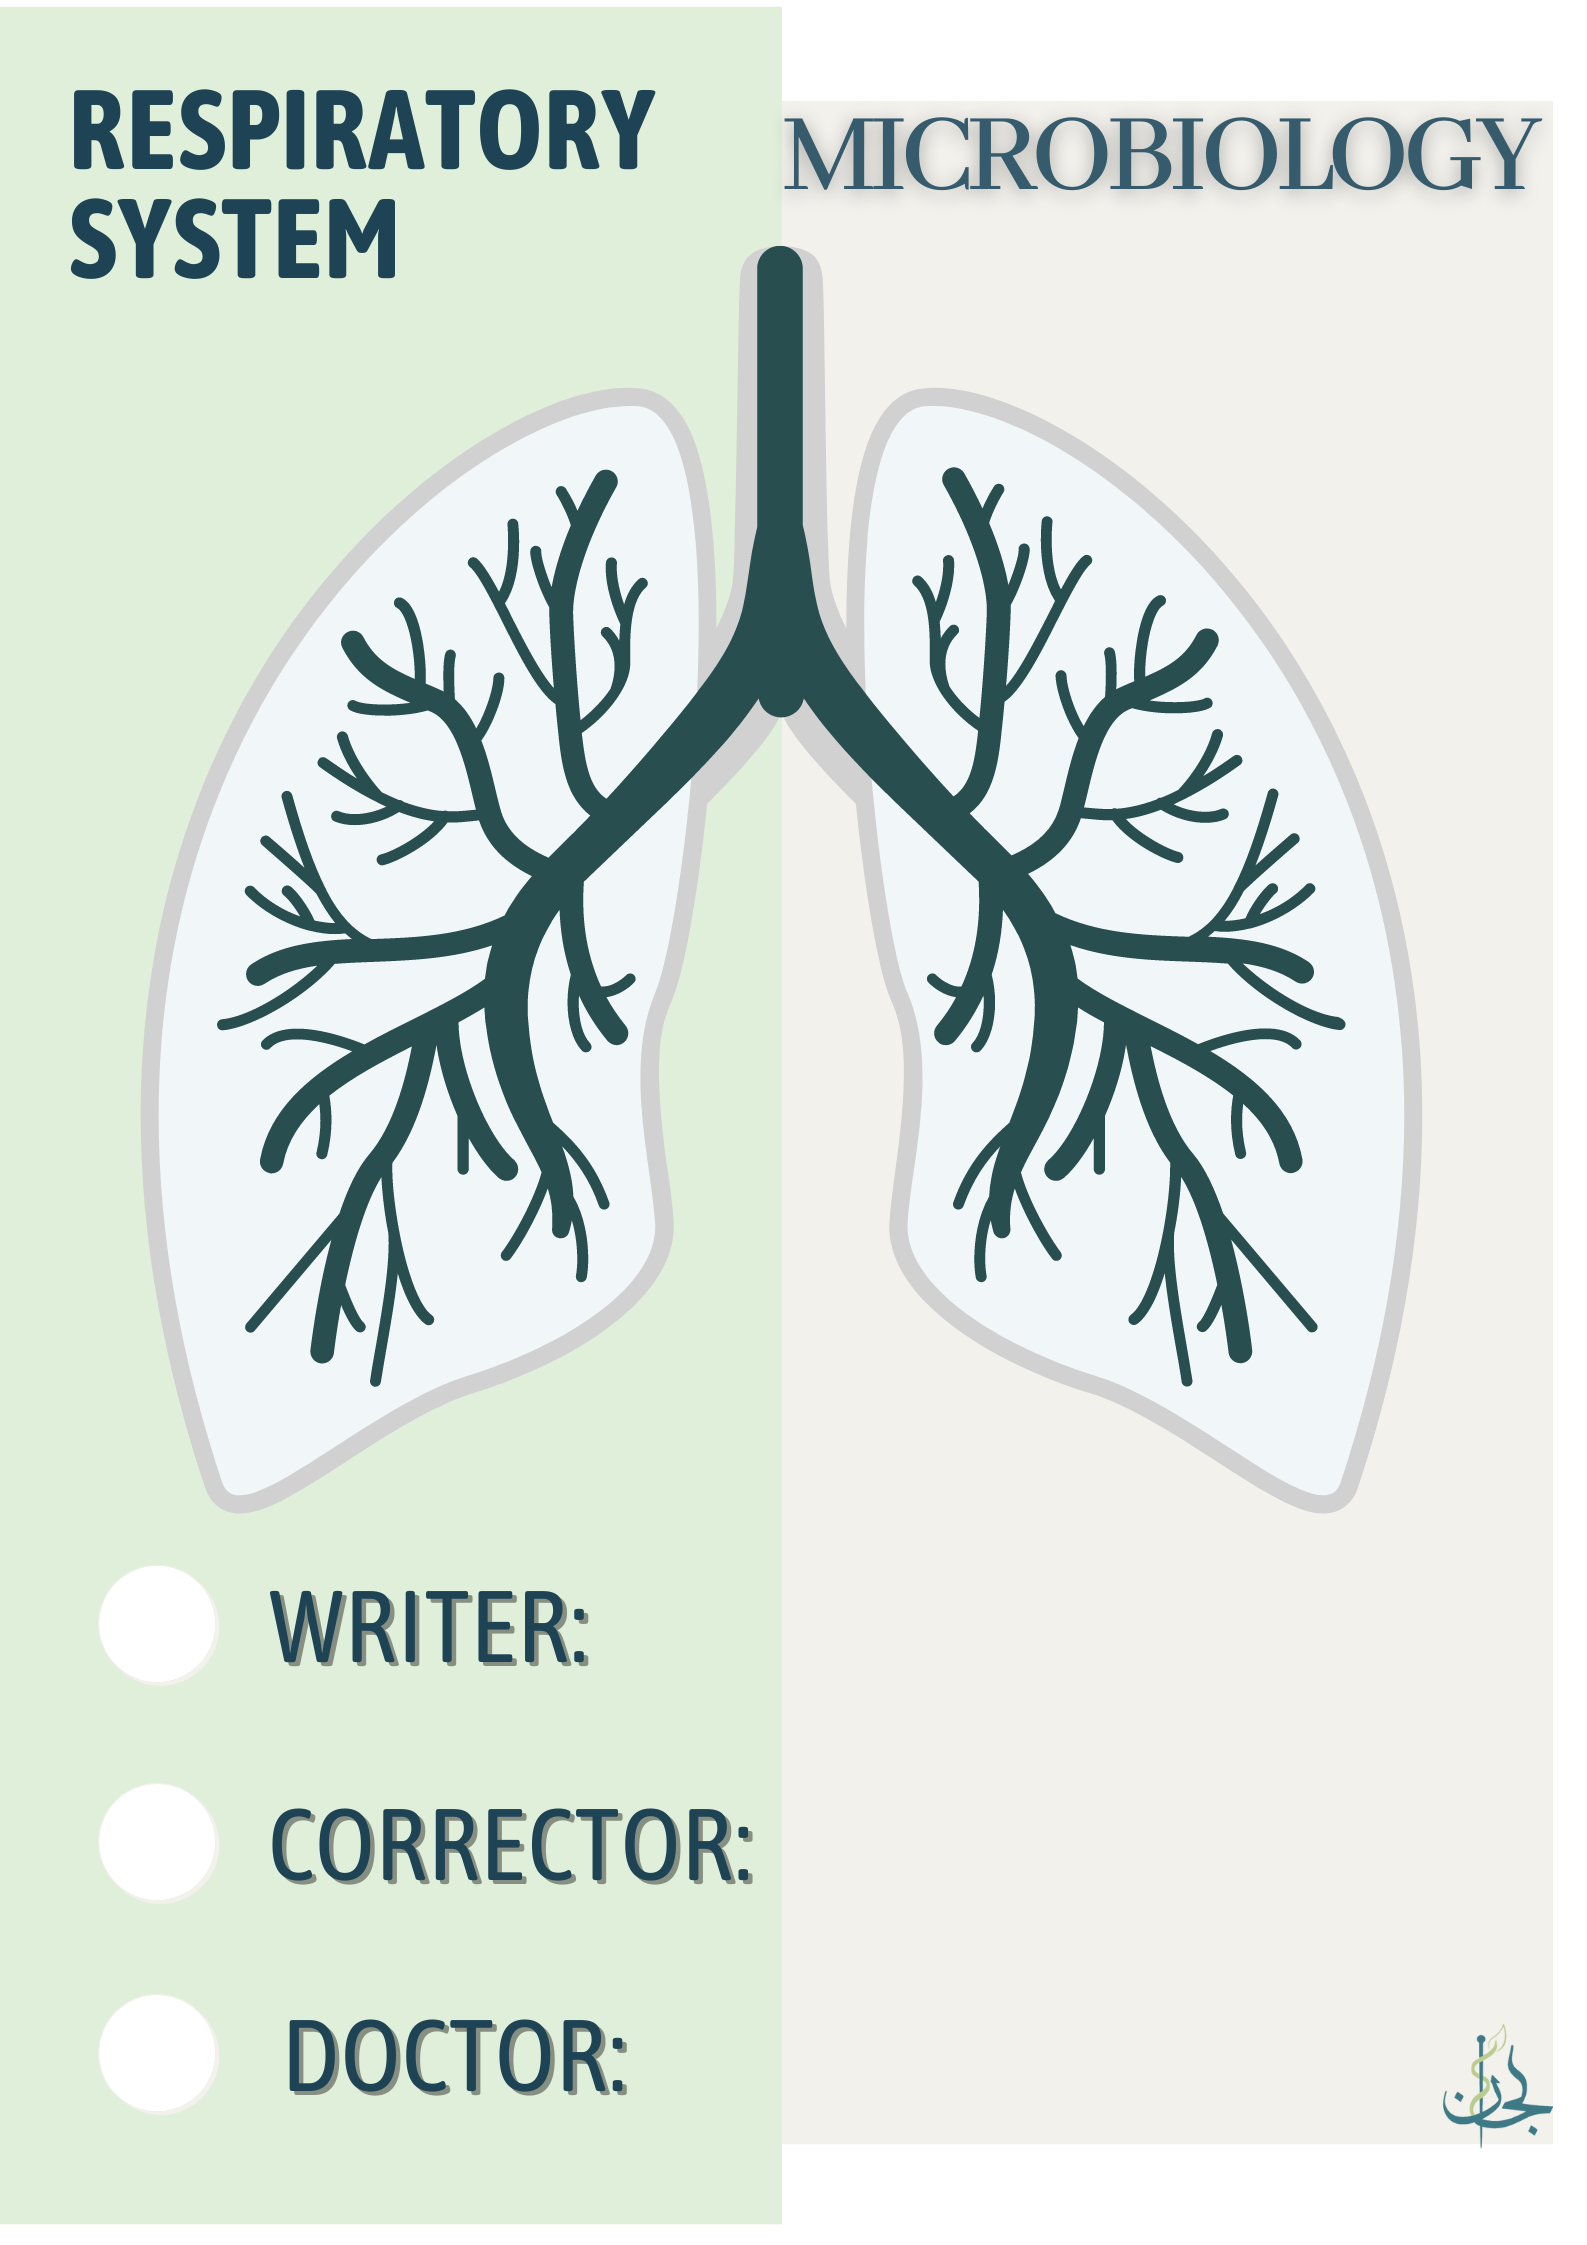 RESPIRATORY
SYSTEM
MICROBIOLOGY
WRITER:
CORRECTOR:
DOCTOR: